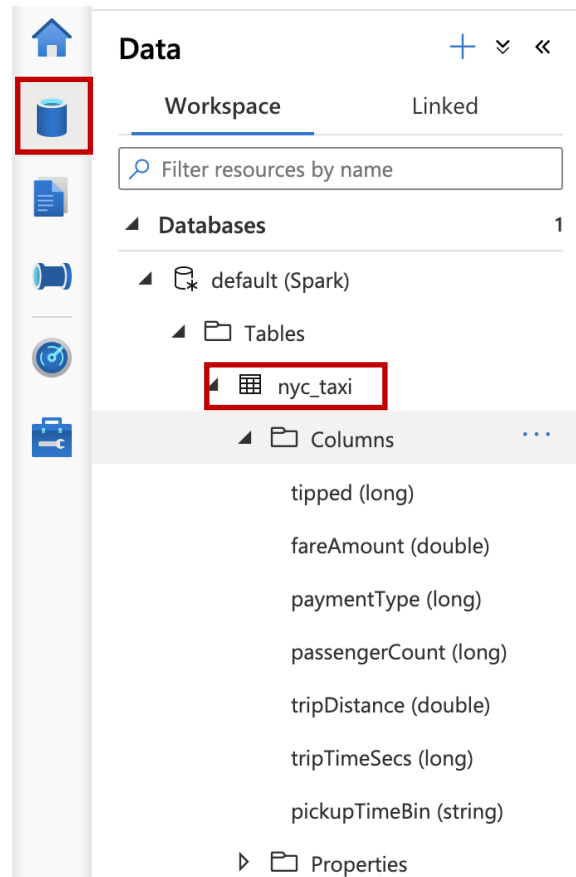 Data
Workspace Linked
Filter resources by name
Databases 1
default (Spark)
Tables
nyc_taxi
Columns
tipped (long)
fareAmount (double)
paymentType (long)
passengerCount (long)
tripDistance (double)
tripTimeSecs (long)
pickupTimeBin (string)
Properties